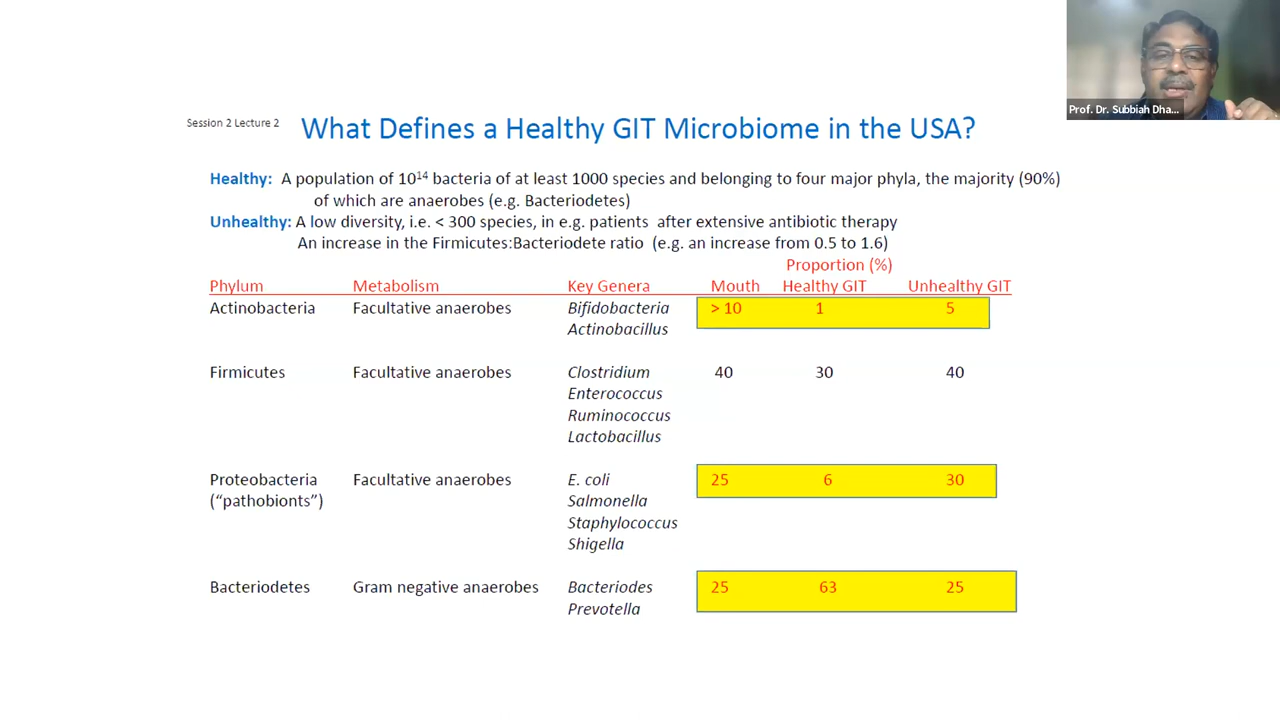 Prof. Dr. Subbiah Dha...
Session 2 Lecture 2
What Defines a Healthy GIT Microbiome in the USA?
Healthy: A population of 10¹⁴ bacteria of at least 1000 species and belonging to four major phyla, the majority (90%)
of which are anaerobes (e.g. Bacteriodetes)
Unhealthy: A low diversity, i.e. < 300 species, in e.g. patients after extensive antibiotic therapy
An increase in the Firmicutes:Bacteriodete ratio (e.g. an increase from 0.5 to 1.6)
Proportion (%)
Phylum Metabolism Key Genera Mouth Healthy GIT Unhealthy GIT
Actinobacteria Facultative anaerobes Bifidobacteria > 10 1 5
Actinobacillus
Firmicutes Facultative anaerobes Clostridium 40 30 40
Enterococcus
Ruminococcus
Lactobacillus
Proteobacteria Facultative anaerobes E. coli 25 6 30
("pathobionts") Salmonella
Staphylococcus
Shigella
Bacteriodetes Gram negative anaerobes Bacteriodes 25 63 25
Prevotella